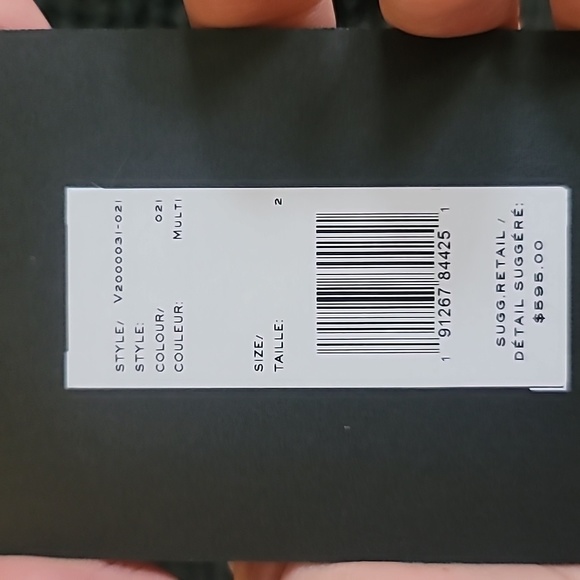 STYLE/ V2000031-021
STYLE:
COLOUR/ 021
COULEUR: MULTI
SIZE/
TAILLE: 2
1 91267 84425 1
SUGG.RETAIL /
DÉTAIL SUGGÉRÉ:
$595.00